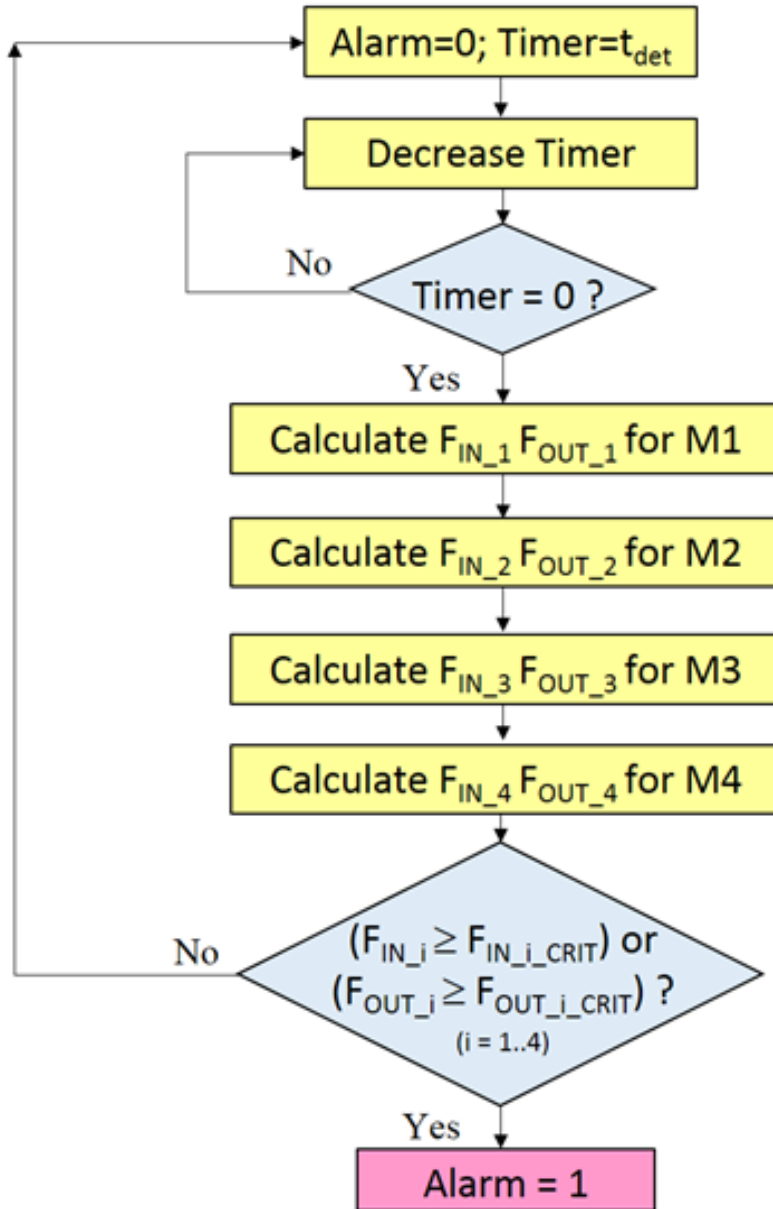 Alarm=0; Timer=t_det
Decrease Timer
No
Timer = 0 ?
Yes
Calculate F_IN_1 F_OUT_1 for M1
Calculate F_IN_2 F_OUT_2 for M2
Calculate F_IN_3 F_OUT_3 for M3
Calculate F_IN_4 F_OUT_4 for M4
No
(F_IN_i ≥ F_IN_i_CRIT) or
(F_OUT_i ≥ F_OUT_i_CRIT) ?
(i = 1..4)
Yes
Alarm = 1